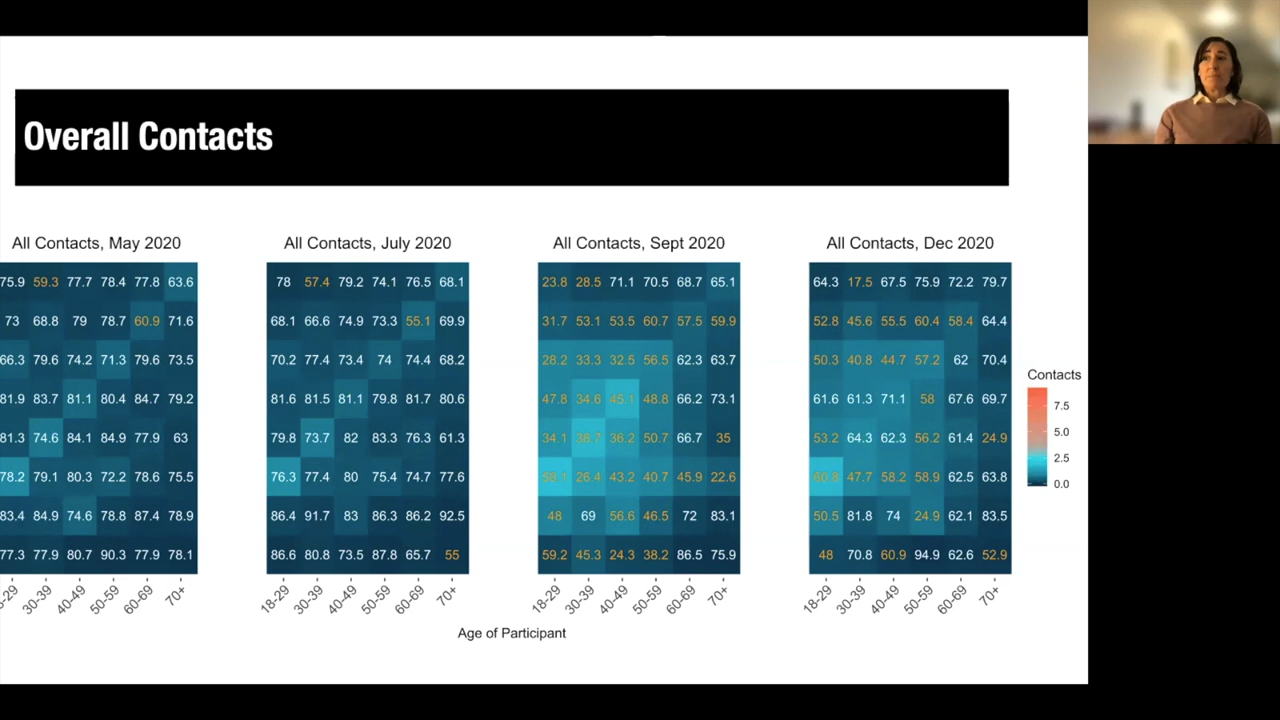 Overall Contacts
All Contacts, May 2020
All Contacts, July 2020
All Contacts, Sept 2020
All Contacts, Dec 2020
75.9 59.3 77.7 78.4 77.8 63.6
73 68.8 79 78.7 60.9 71.6
66.3 79.6 74.2 71.3 79.6 73.5
81.9 83.7 81.1 80.4 84.7 79.2
81.3 74.6 84.1 84.9 77.9 63
78.2 79.1 80.3 72.2 78.6 75.5
83.4 84.9 74.6 78.8 87.4 78.9
77.3 77.9 80.7 90.3 77.9 78.1
30-39 40-49 50-59 60-69 70+
78 57.4 79.2 74.1 76.5 68.1
68.1 66.6 74.9 73.3 55.1 69.9
70.2 77.4 73.4 74 74.4 68.2
81.6 81.5 81.1 79.8 81.7 80.6
79.8 73.7 82 83.3 76.3 61.3
76.3 77.4 80 75.4 74.7 77.6
86.4 91.7 83 86.3 86.2 92.5
86.6 80.8 73.5 87.8 65.7 55
18-29 30-39 40-49 50-59 60-69 70+
23.8 28.5 71.1 70.5 68.7 65.1
31.7 53.1 53.5 60.7 57.5 59.9
28.2 33.3 32.5 56.5 62.3 63.7
47.8 34.6 45.1 48.8 66.2 73.1
34.1 38.7 36.2 50.7 66.7 35
59.1 26.4 43.2 40.7 45.9 22.6
48 69 56.6 46.5 72 83.1
59.2 45.3 24.3 38.2 86.5 75.9
18-29 30-39 40-49 50-59 60-69 70+
64.3 17.5 67.5 75.9 72.2 79.7
52.8 45.6 55.5 60.4 58.4 64.4
50.3 40.8 44.7 57.2 62 70.4
61.6 61.3 71.1 58 67.6 69.7
53.2 64.3 62.3 56.2 61.4 24.9
60.8 47.7 58.2 58.9 62.5 63.8
50.5 81.8 74 24.9 62.1 83.5
48 70.8 60.9 94.9 62.6 52.9
18-29 30-39 40-49 50-59 60-69 70+
Contacts
7.5
5.0
2.5
0.0
Age of Participant